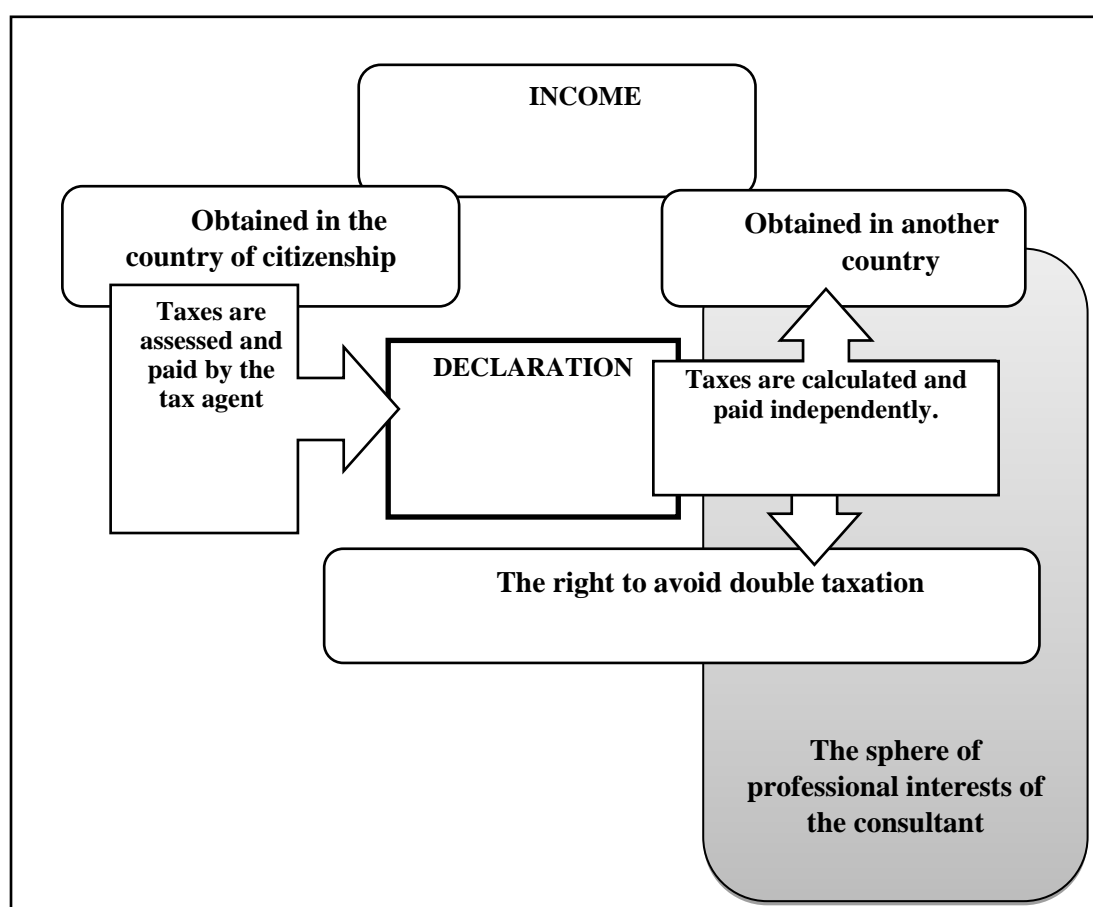 INCOME
Obtained in the
country of citizenship
Obtained in another
country
Taxes are
assessed and
paid by the
tax agent
DECLARATION
Taxes are calculated and
paid independently.
The right to avoid double taxation
The sphere of
professional interests of
the consultant